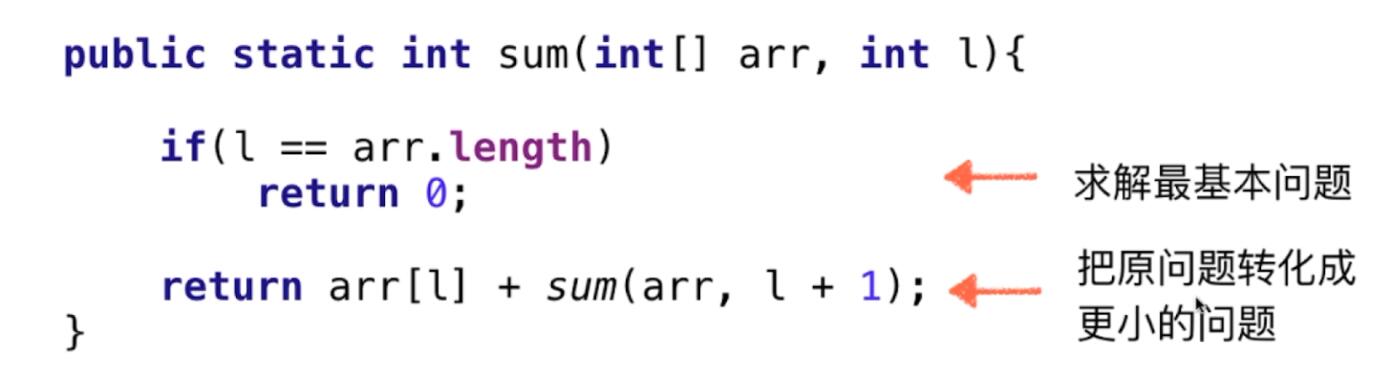 public static int sum(int[] arr, int l){
if(l == arr.length)
return 0;
求解最基本问题
return arr[l] + sum(arr, l + 1);
把原问题转化成
更小的问题
}